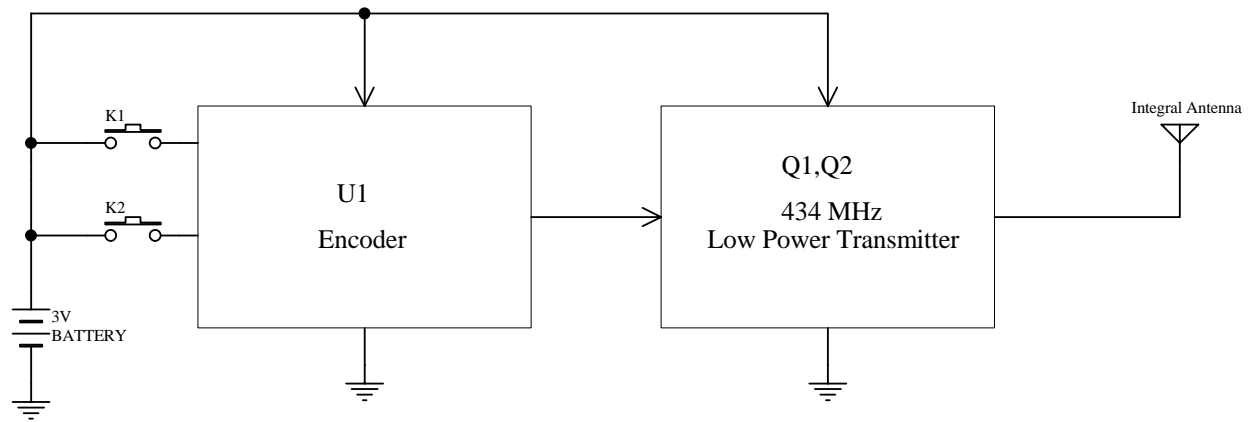 Integral Antenna
K1
Q1,Q2
U1
434 MHz
K2
Encoder
Low Power Transmitter
3V
BATTERY